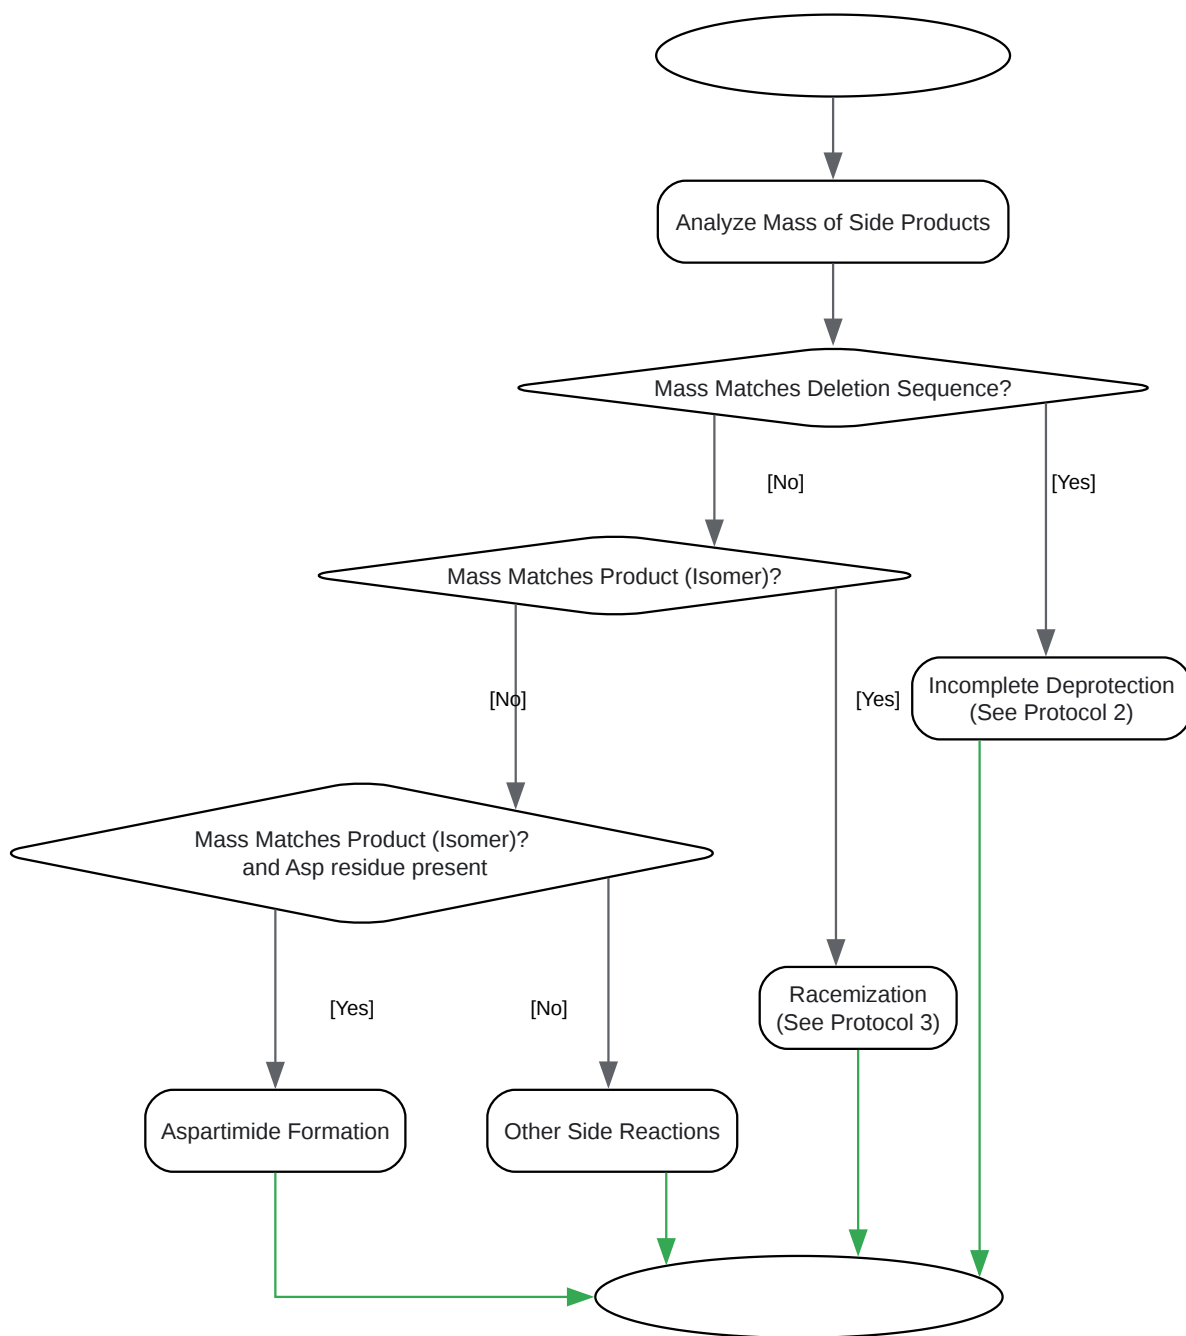 Analyze Mass of Side Products
Mass Matches Deletion Sequence?
[No]
[Yes]
Mass Matches Product (Isomer)?
Incomplete Deprotection
(See Protocol 2)
[No]
[Yes]
Mass Matches Product (Isomer)?
and Asp residue present
Racemization
(See Protocol 3)
[Yes]
[No]
Aspartimide Formation
Other Side Reactions